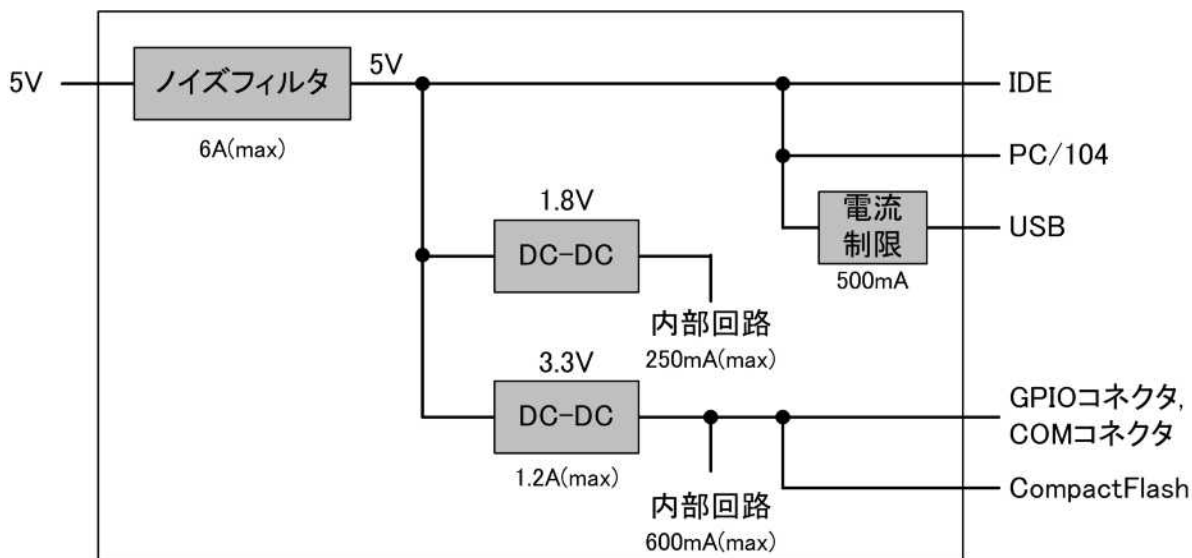 5V
ノイズフィルタ
5V
6A(max)
IDE
PC/104
電流
制限
USB
500mA
1.8V
DC-DC
内部回路
250mA(max)
3.3V
DC-DC
1.2A(max)
内部回路
600mA(max)
GPIOコネクタ,
COMコネクタ
CompactFlash